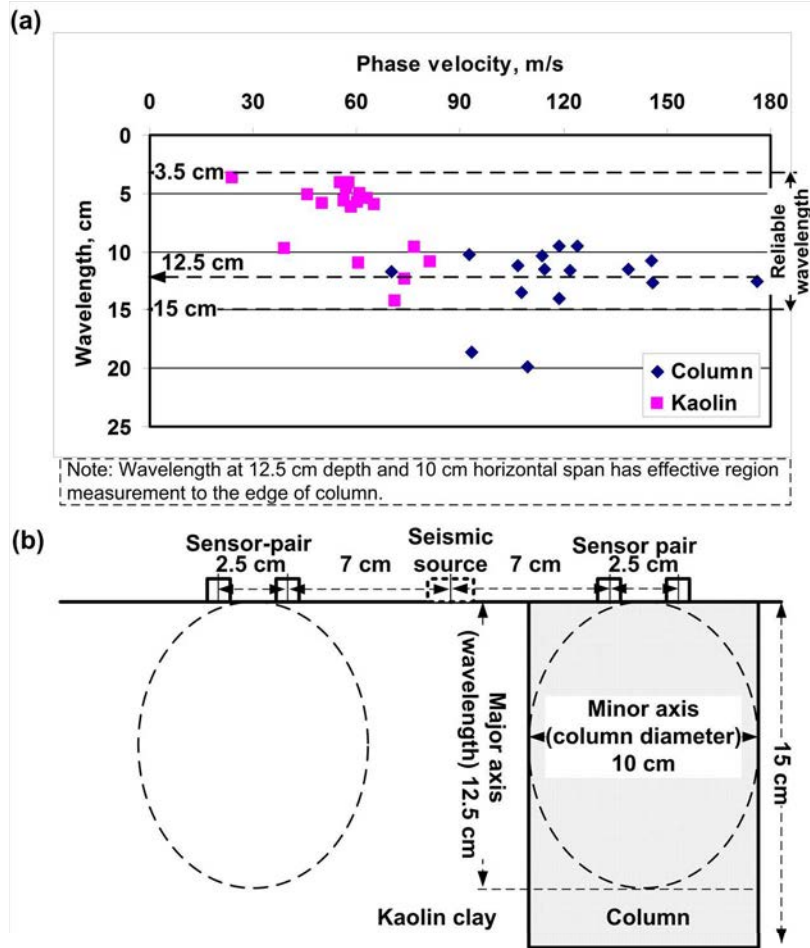 (a)
Phase velocity, m/s
0 30 60 90 120 150 180
0
5
10
15
20
25
Wavelength, cm
3.5 cm
12.5 cm
15 cm
Reliable
wavelength
Column
Kaolin
Note: Wavelength at 12.5 cm depth and 10 cm horizontal span has effective region
measurement to the edge of column.
(b)
Sensor-pair
2.5 cm
7 cm
Seismic
source
7 cm
Sensor pair
2.5 cm
Major axis
(wavelength) 12.5 cm
Minor axis
(column diameter)
10 cm
15 cm
Kaolin clay
Column